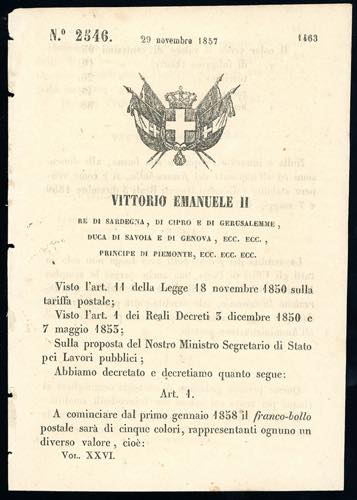 N.º 2546.
29 novembre 1857
1463
VITTORIO EMANUELE II
RE DI SARDEGNA, DI CIPRO E DI GERUSALEMME,
DUCA DI SAVOIA E DI GENOVA, ECC. ECC.,
PRINCIPE DI PIEMONTE, ECC. ECC. ECC.
Visto l'art. 11 della Legge 18 novembre 1850 sulla
tariffa postale;
Visto l'art. 1 dei Reali Decreti 3 dicembre 1850 e
7 maggio 1855;
Sulla proposta del Nostro Ministro Segretario di Stato
pei Lavori pubblici;
Abbiamo decretato e decretiamo quanto segue:
Art. 1.
A cominciare dal primo gennaio 1858 il franco-bollo
postale sarà di cinque colori, rappresentanti ognuno un
diverso valore, cioè:
VOL. XXVI.